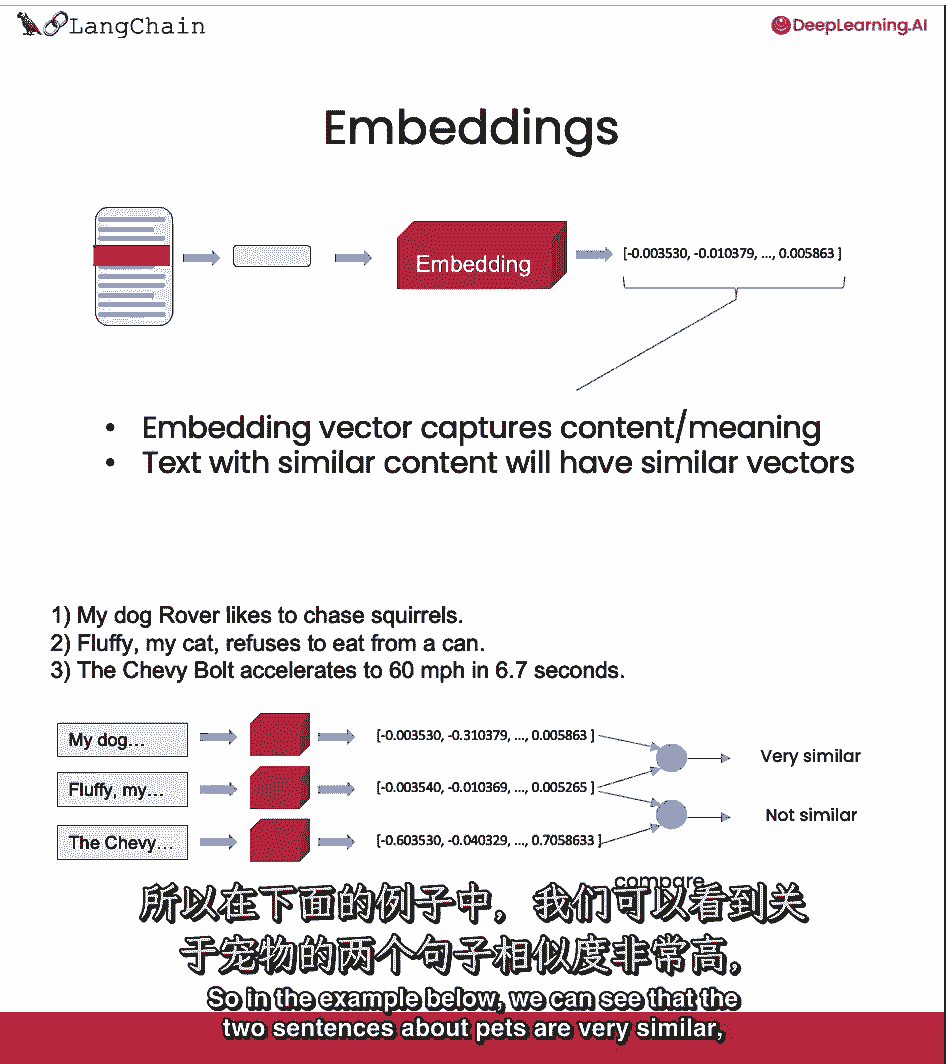 LangChain
DeepLearning.AI
Embeddings
Embedding
[-0.003530, -0.010379, ..., 0.005863 ]
• Embedding vector captures content/meaning
• Text with similar content will have similar vectors
1) My dog Rover likes to chase squirrels.
2) Fluffy, my cat, refuses to eat from a can.
3) The Chevy Bolt accelerates to 60 mph in 6.7 seconds.
My dog...
[-0.003530, -0.310379, ..., 0.005863 ]
Very similar
Fluffy, my...
[-0.003540, -0.010369, ..., 0.005265 ]
Not similar
The Chevy...
[-0.603530, -0.040329, ..., 0.7058633 ]
compare
所以在下面的例子中，我们可以看到关
于宠物的两个句子相似度非常高，
So in the example below, we can see that the
two sentences about pets are very similar,